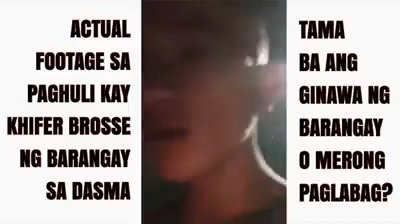 ACTUAL
FOOTAGE SA
PAGHULI KAY
KHIFER BROSSE
NG BARANGAY
SA DASMA
TAMA
BA ANG
GINAWA NG
BARANGAY
O MERONG
PAGLABAG?